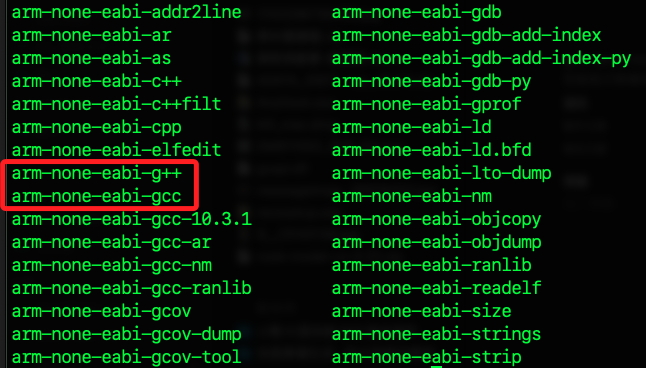 arm-none-eabi-addr2line arm-none-eabi-gdb
arm-none-eabi-ar arm-none-eabi-gdb-add-index
arm-none-eabi-as arm-none-eabi-gdb-add-index-py
arm-none-eabi-c++ arm-none-eabi-gdb-py
arm-none-eabi-c++filt arm-none-eabi-gprof
arm-none-eabi-cpp arm-none-eabi-ld
arm-none-eabi-elfedit arm-none-eabi-ld.bfd
arm-none-eabi-g++ arm-none-eabi-lto-dump
arm-none-eabi-gcc arm-none-eabi-nm
arm-none-eabi-gcc-10.3.1 arm-none-eabi-objcopy
arm-none-eabi-gcc-ar arm-none-eabi-objdump
arm-none-eabi-gcc-nm arm-none-eabi-ranlib
arm-none-eabi-gcc-ranlib arm-none-eabi-readelf
arm-none-eabi-gcov arm-none-eabi-size
arm-none-eabi-gcov-dump arm-none-eabi-strings
arm-none-eabi-gcov-tool arm-none-eabi-strip